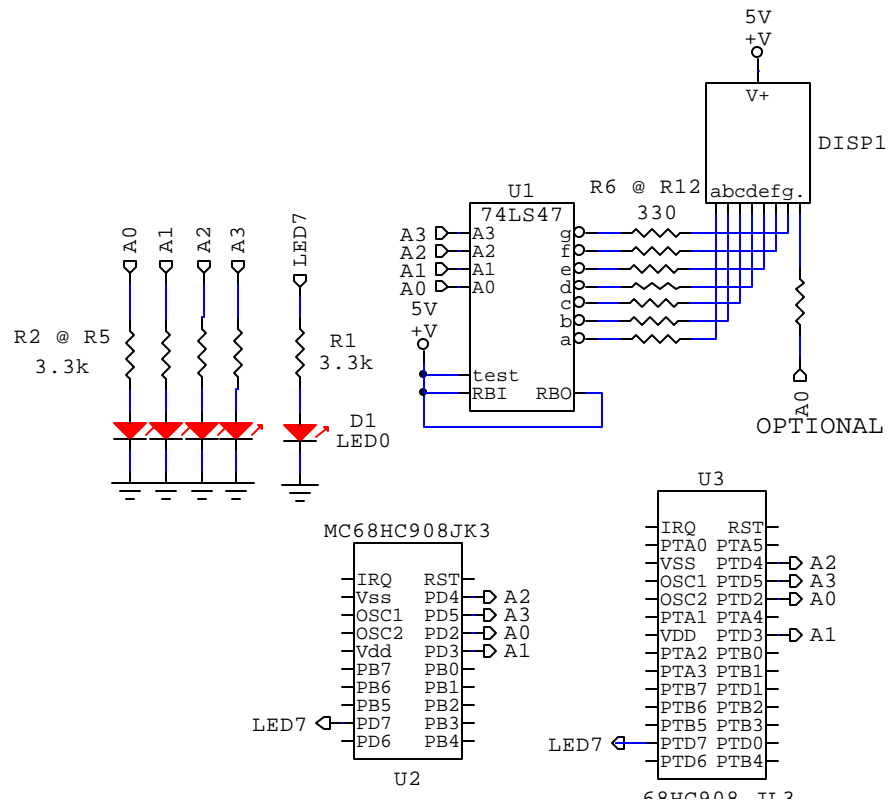 5V
+V
V+
DISP1
abcdefg.
A0
OPTIONAL
U1
R6 @ R12
74LS47
330
A3 A3 g
A2 A2 f
A1 A1 e
A0 A0 d
c
b
a
5V
+V
test
RBI RBO
A0 A1 A2 A3 LED7
R2 @ R5
3.3k
R1
3.3k
D1
LED0
MC68HC908JK3
IRQ RST
Vss PD4 A2
OSC1 PD5 A3
OSC2 PD2 A0
Vdd PD3 A1
PB7 PB0
PB6 PB1
PB5 PB2
LED7 PD7 PB3
PD6 PB4
U2
U3
IRQ RST
PTA0 PTA5
VSS PTD4 A2
OSC1 PTD5 A3
OSC2 PTD2 A0
PTA1 PTA4
VDD PTD3 A1
PTA2 PTB0
PTA3 PTB1
PTB7 PTD1
PTB6 PTB2
PTB5 PTB3
LED7 PTD7 PTD0
PTD6 PTB4
68HC908 JL3